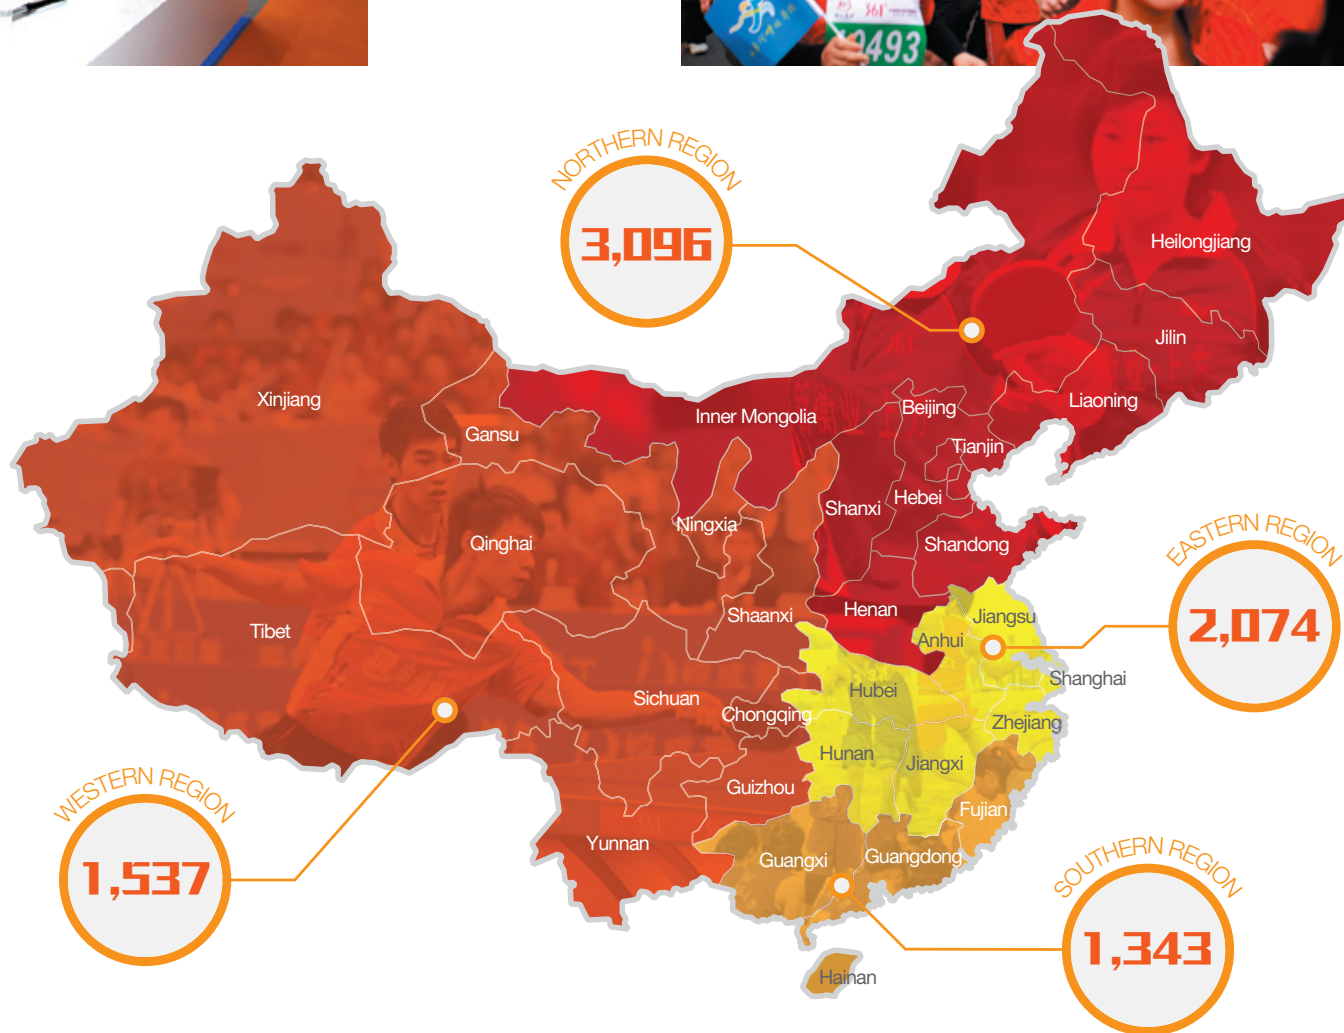 361°
10493
NORTHERN REGION
3,096
Heilongjiang
Jilin
Liaoning
Xinjiang
Inner Mongolia
Beijing
Gansu
Tianjin
Hebei
Shanxi
Ningxia
Qinghai
Shandong
EASTERN REGION
2,074
Henan
Shaanxi
Jiangsu
Tibet
Anhui
Shanghai
Hubei
Sichuan
Chongqing
Zhejiang
Hunan
Jiangxi
Guizhou
WESTERN REGION
1,537
Fujian
Yunnan
Guangxi
Guangdong
SOUTHERN REGION
1,343
Hainan